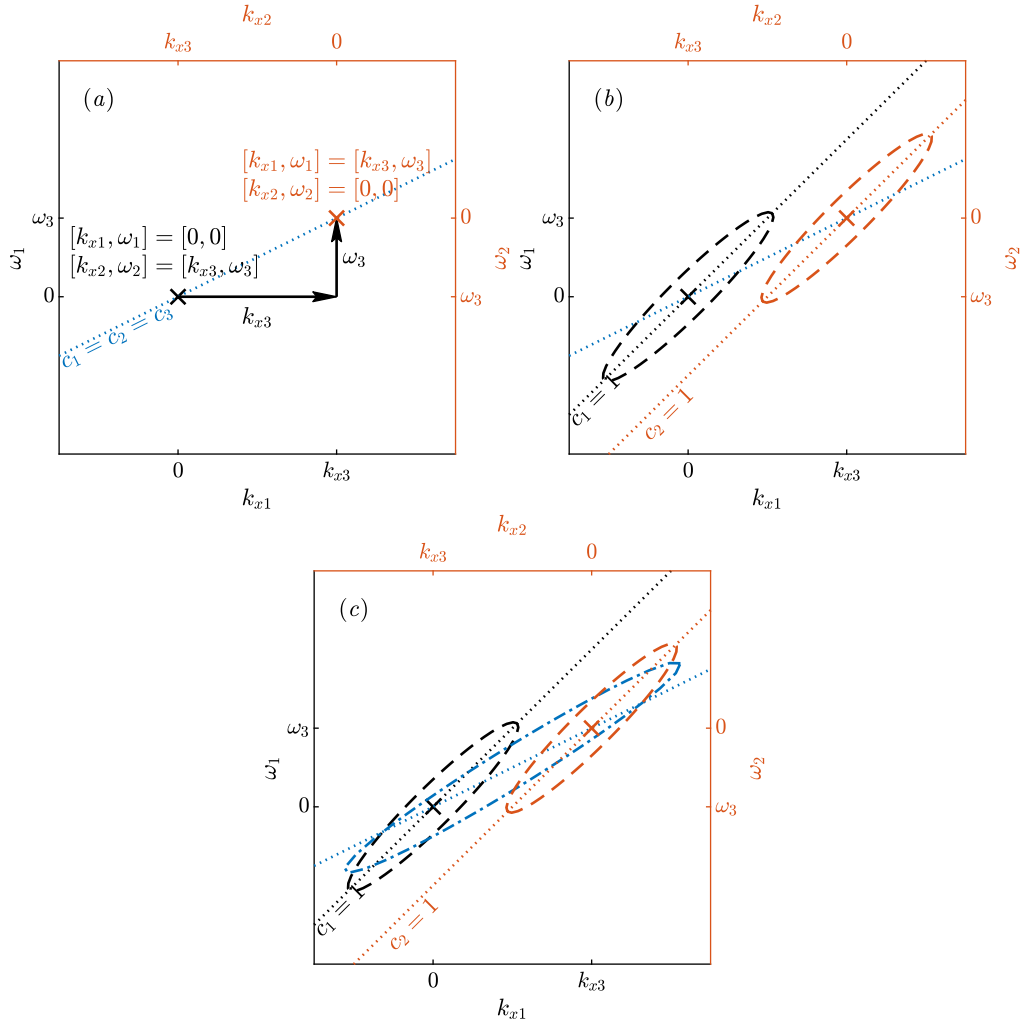 k_{x2}
k_{x3} 0
(a)
[k_{x1}, ω_1] = [k_{x3}, ω_3]
[k_{x2}, ω_2] = [0, 0]
ω_3 0
[k_{x1}, ω_1] = [0, 0]
[k_{x2}, ω_2] = [k_{x3}, ω_3]
ω_3
ω_1
ω_2
0
k_{x3}
c_1 = c_2 = c_3
0 k_{x3}
k_{x1}
k_{x2}
k_{x3} 0
(b)
ω_3 0
ω_1
ω_2
0 ω_3
c_1 = 1
c_2 = 1
0 k_{x3}
k_{x1}
k_{x2}
k_{x3} 0
(c)
ω_3 0
ω_1
ω_2
0 ω_3
c_1 = 1
c_2 = 1
0 k_{x3}
k_{x1}